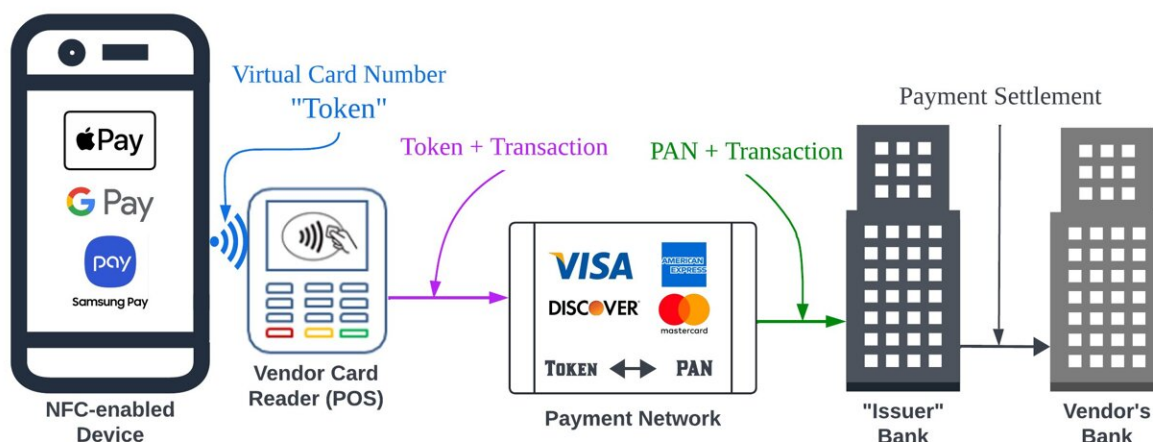 Pay
G Pay
pay
Samsung Pay
NFC-enabled
Device
Virtual Card Number
"Token"
Vendor Card
Reader (POS)
Token + Transaction
VISA
AMERICAN
EXPRESS
DISCOVER
mastercard
TOKEN
PAN
Payment Network
PAN + Transaction
Payment Settlement
"Issuer"
Bank
Vendor's
Bank